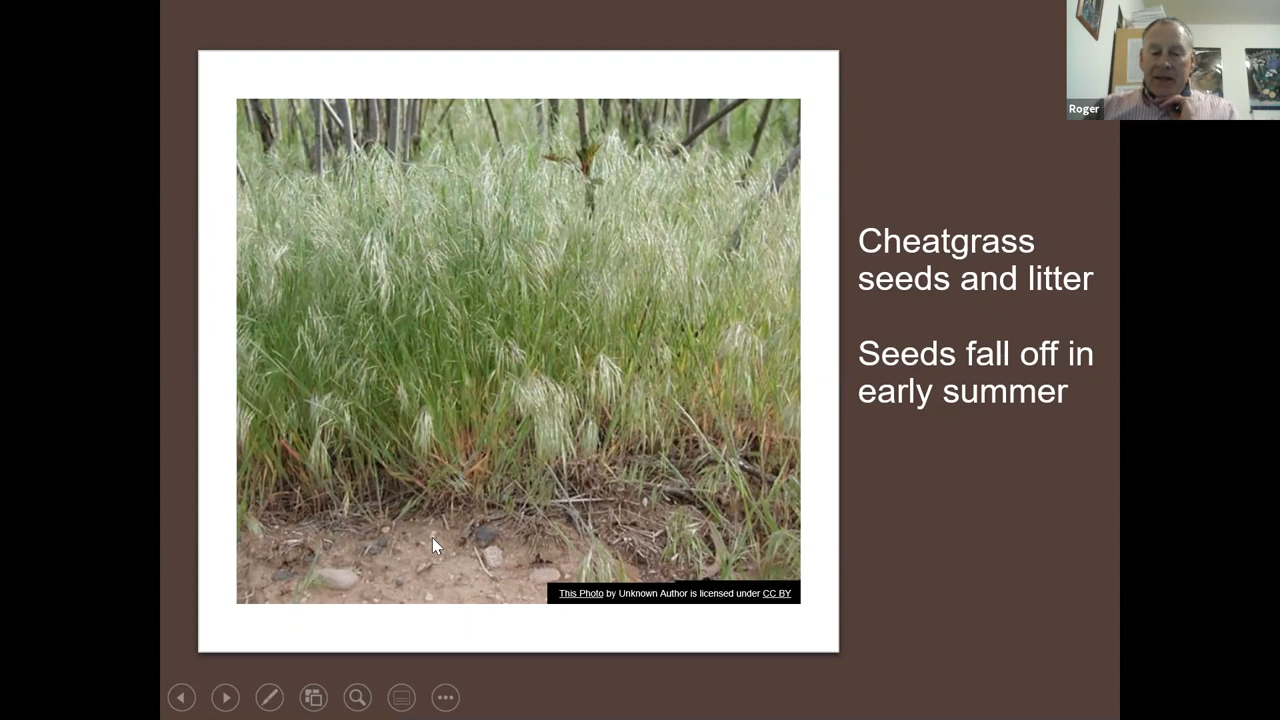 Roger
Cheatgrass
seeds and litter
Seeds fall off in
early summer
This Photo by Unknown Author is licensed under CC BY